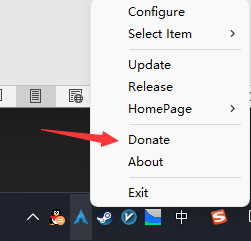 Configure
Select Item
Update
Release
HomePage
Donate
About
Exit
中